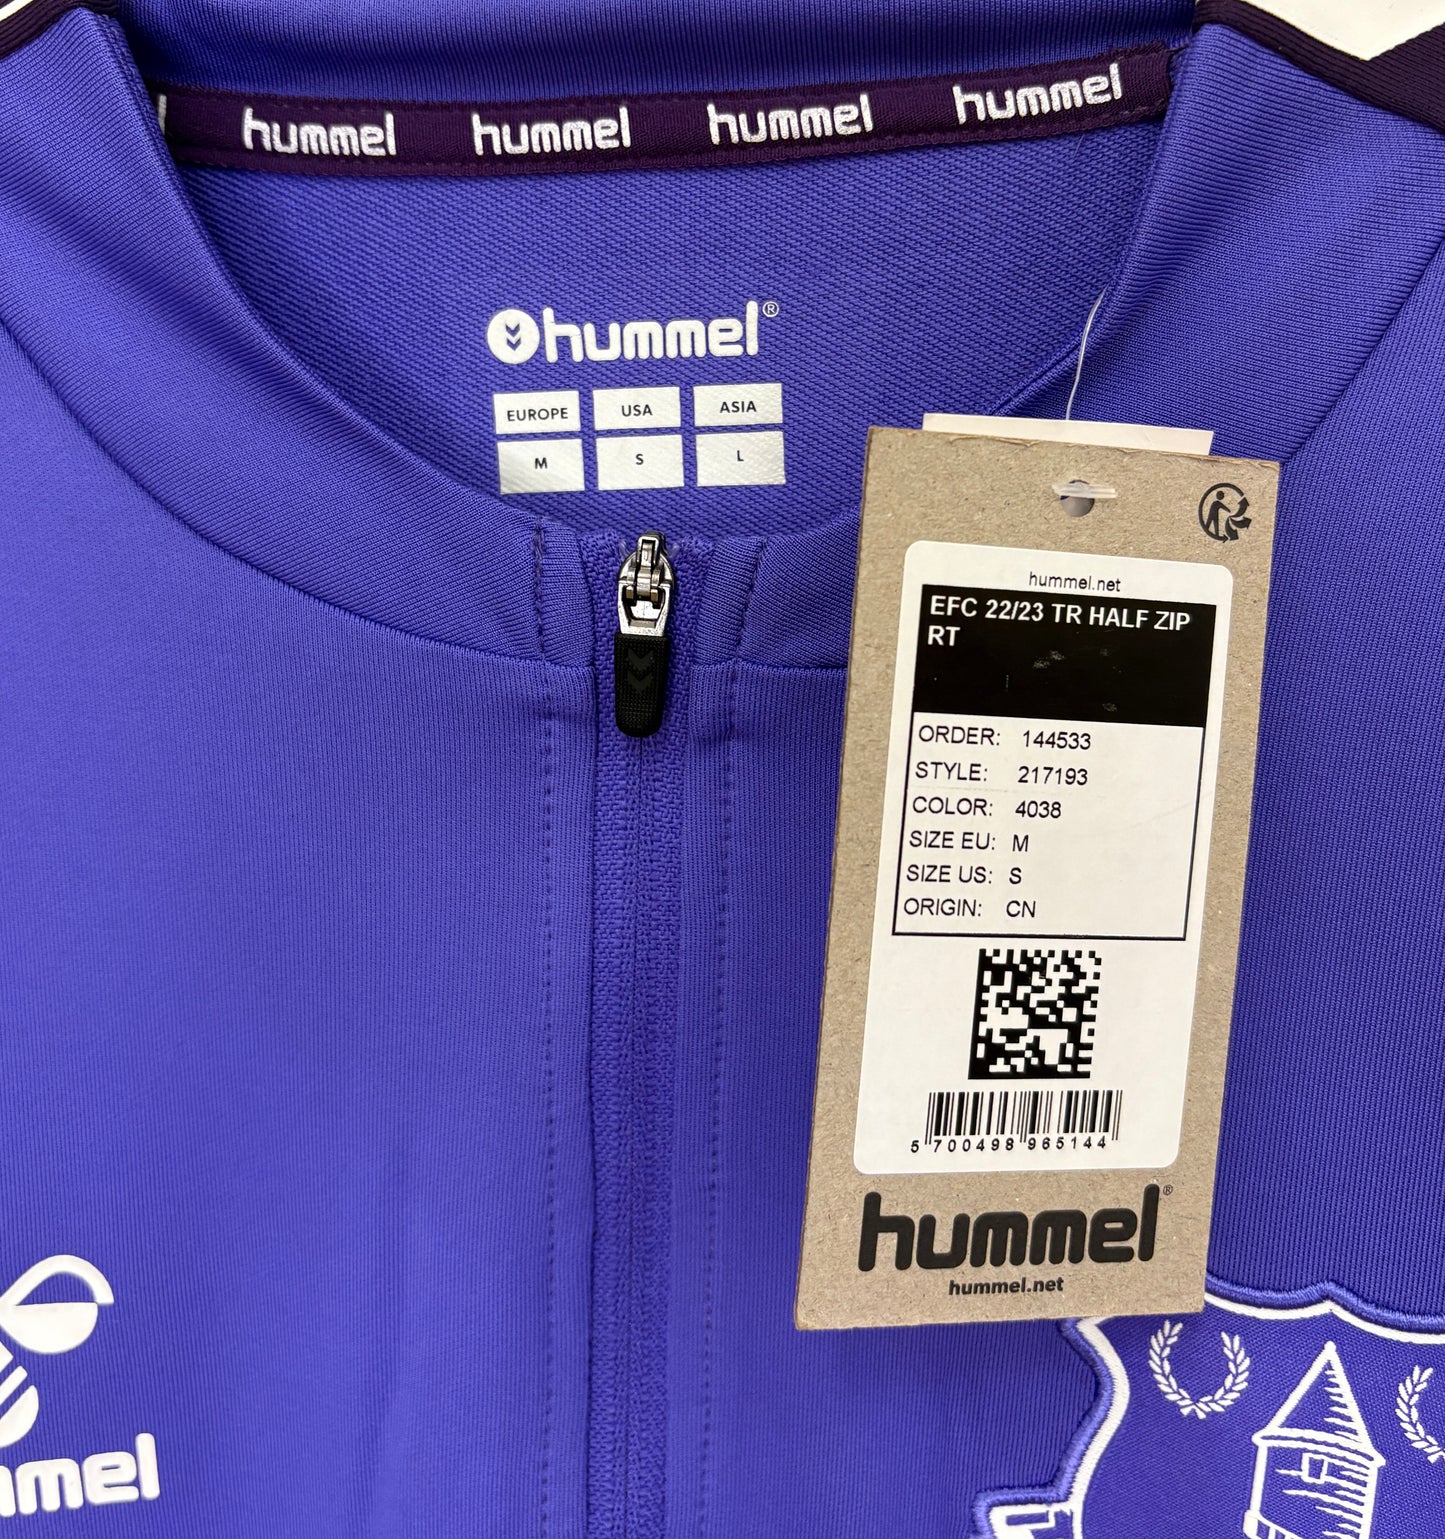 hummel hummel hummel hummel
hummel®
EUROPE USA ASIA
M S L
hummel.net
EFC 22/23 TR HALF ZIP
RT
ORDER: 144533
STYLE: 217193
COLOR: 4038
SIZE EU: M
SIZE US: S
ORIGIN: CN
5 700498 965144
hummel®
hummel.net
mmel